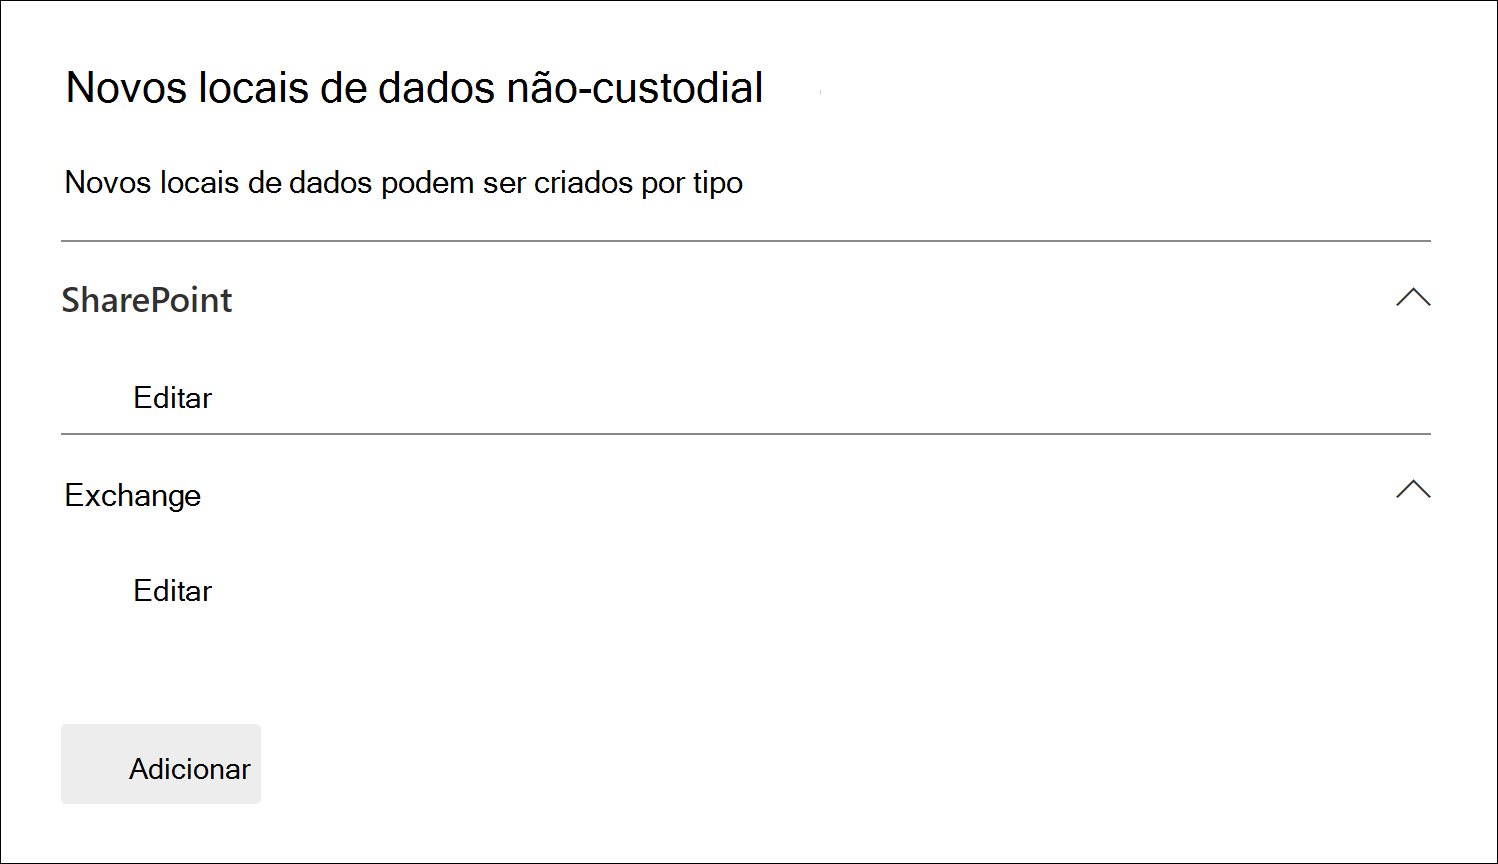 Novos locais de dados não-custodial
Novos locais de dados podem ser criados por tipo
SharePoint
Editar
Exchange
Editar
Adicionar